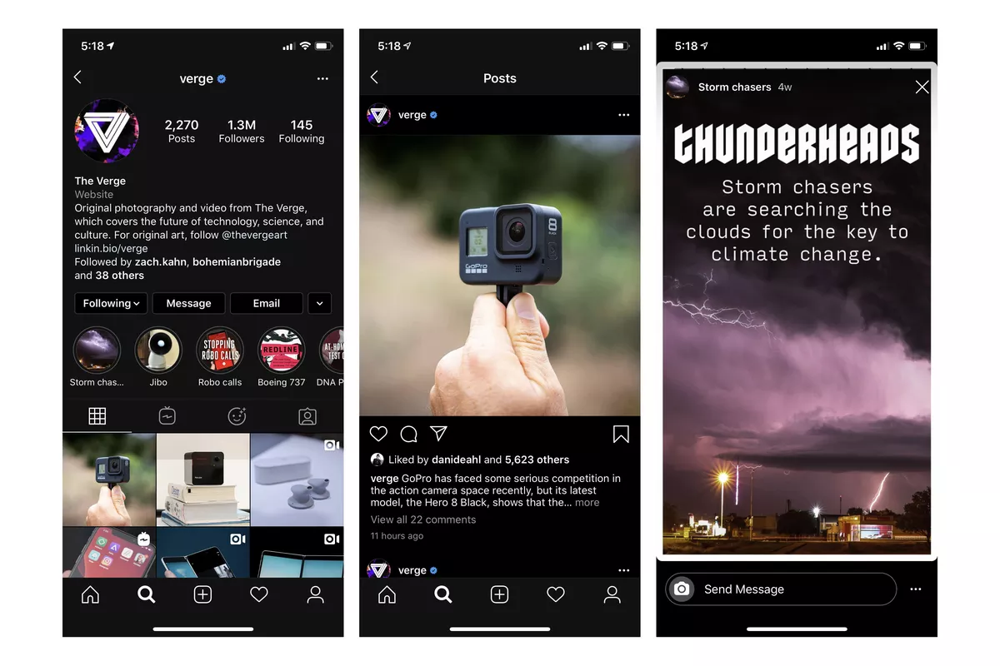 5:18
verge
2,270 1.3M 145
Posts Followers Following
The Verge
Website
Original photography and video from The Verge,
which covers the future of technology, science, and
culture. For original art, follow @thevergeart
linkin.bio/verge
Followed by zach.kahn, bohemianbrigade
and 38 others
Following Message Email
STOPPING
ROBO CALLS
REDLINE
AT-HOM
TEST
Storm chas... Jibo Robo calls Boeing 737 DNA P
5:18
Posts
verge
8
GoPro
Liked by danideahl and 5,623 others
verge GoPro has faced some serious competition in
the action camera space recently, but its latest
model, the Hero 8 Black, shows that the... more
View all 22 comments
11 hours ago
verge
5:18
Storm chasers 4w
THUNDERHEADS
Storm chasers
are searching the
clouds for the key to
climate change.
Send Message